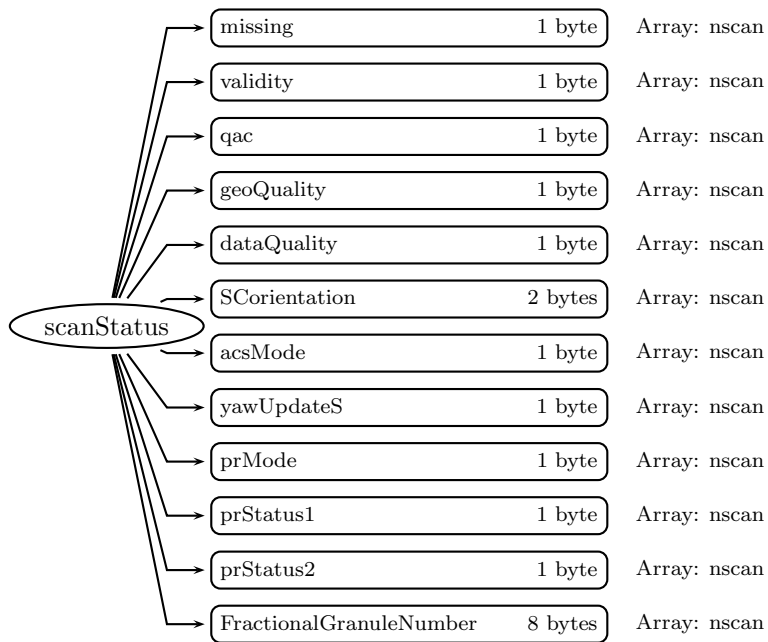 missing 1 byte Array: nscan
validity 1 byte Array: nscan
qac 1 byte Array: nscan
geoQuality 1 byte Array: nscan
dataQuality 1 byte Array: nscan
SCorientation 2 bytes Array: nscan
scanStatus
acsMode 1 byte Array: nscan
yawUpdateS 1 byte Array: nscan
prMode 1 byte Array: nscan
prStatus1 1 byte Array: nscan
prStatus2 1 byte Array: nscan
FractionalGranuleNumber 8 bytes Array: nscan